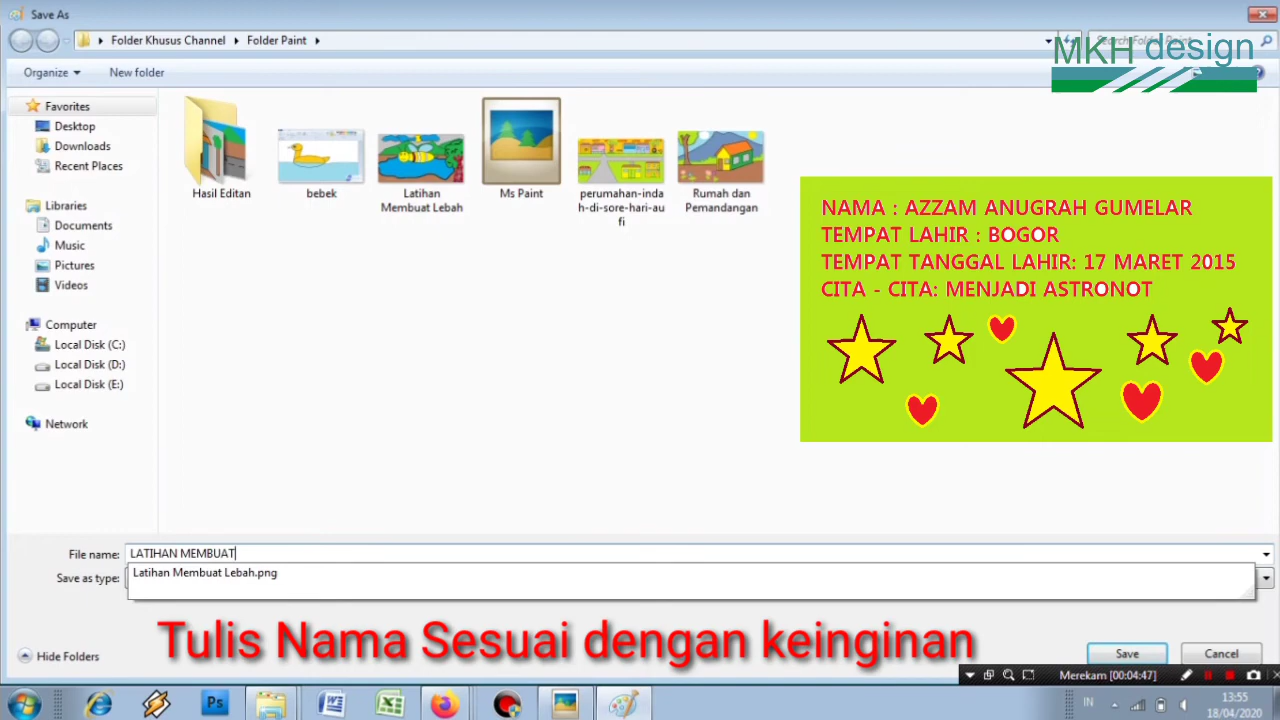 Save As
Folder Khusus Channel
Folder Paint
MKH design
Organize
New folder
Favorites
Desktop
Downloads
Recent Places
Libraries
Documents
Music
Pictures
Videos
Computer
Local Disk (C:)
Local Disk (D:)
Local Disk (E:)
Network
Hasil Editan
bebek
Latihan
Membuat Lebah
Ms Paint
perumahan-inda
h-di-sore-hari-au
fi
Rumah dan
Pemandangan
NAMA : AZZAM ANUGRAH GUMELAR
TEMPAT LAHIR : BOGOR
TEMPAT TANGGAL LAHIR: 17 MARET 2015
CITA - CITA: MENJADI ASTRONOT
File name:
LATIHAN MEMBUAT
Save as type:
Latihan Membuat Lebah.png
Tulis Nama Sesuai dengan keinginan
Hide Folders
Save
Cancel
Merekam [00:04:47]
Ps
IN
13:55
18/04/2020